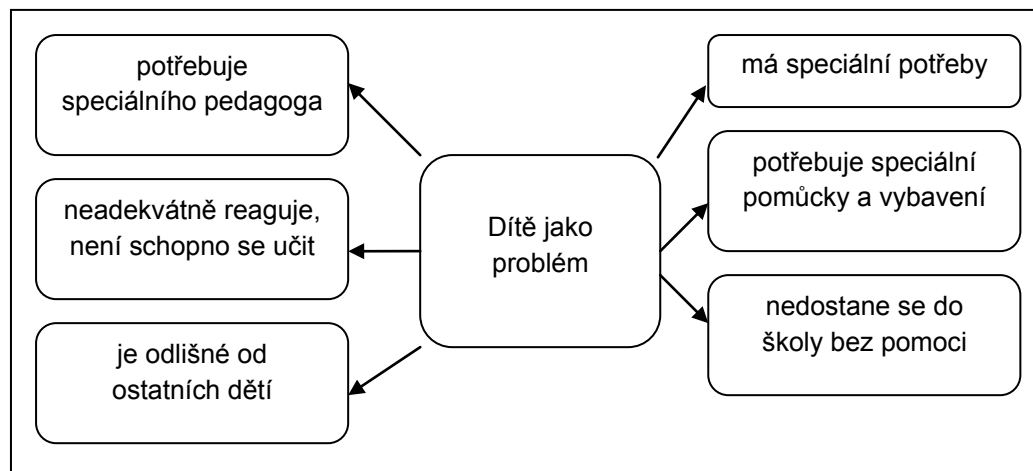 potřebuje
speciálního pedagoga
neadekvátně reaguje,
není schopno se učit
je odlišné od
ostatních dětí
Dítě jako
problém
má speciální potřeby
potřebuje speciální
pomůcky a vybavení
nedostane se do
školy bez pomoci